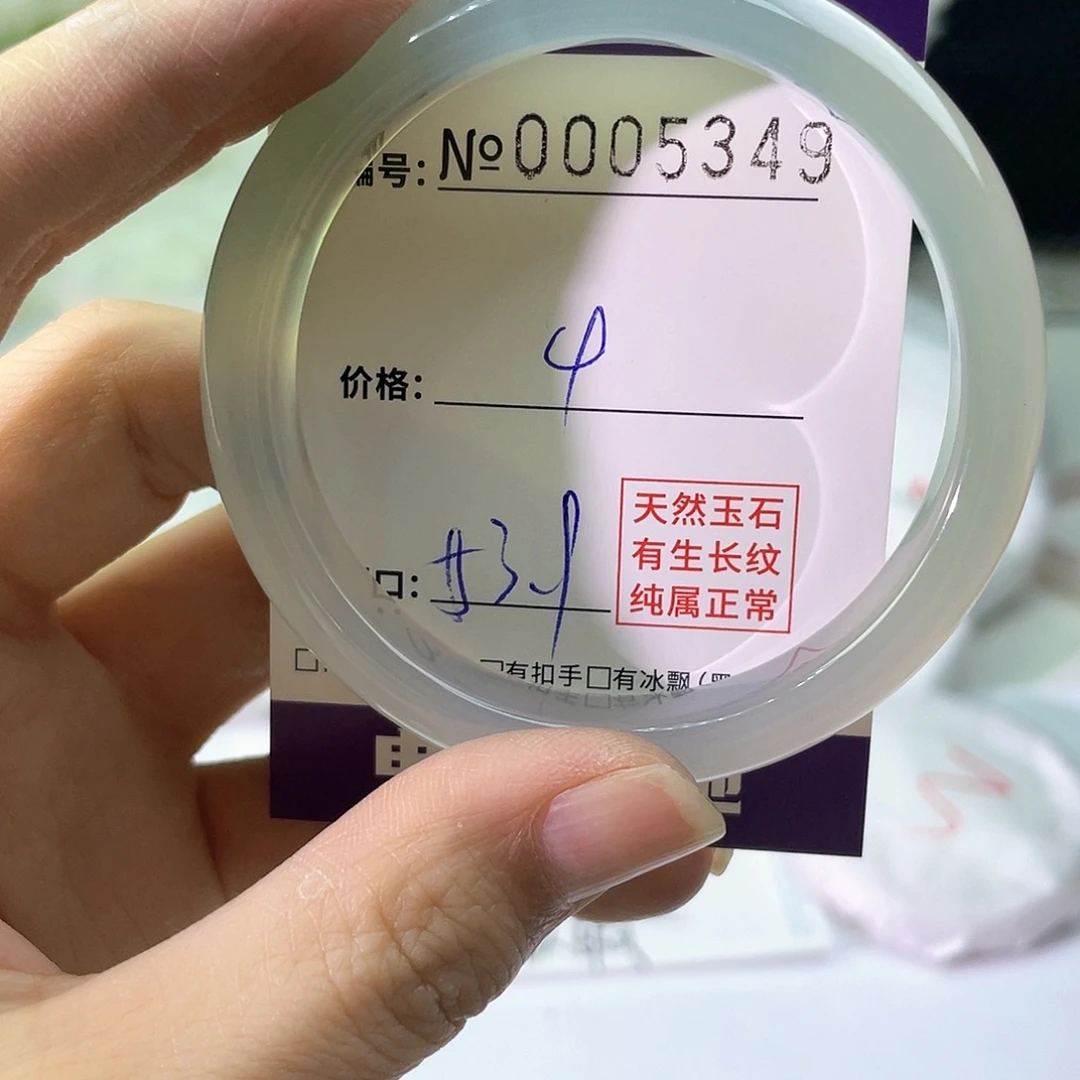 编号: №0005349
价格: 4
口:
天然玉石
有生长纹
纯属正常
□有扣手□有冰飘(黑